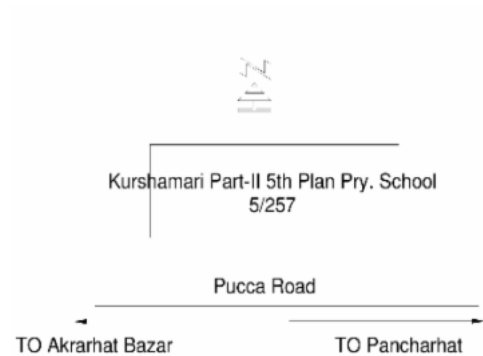 N
Kurshamari Part-II 5th Plan Pry. School
5/257
Pucca Road
TO Akrarhat Bazar
TO Pancharhat